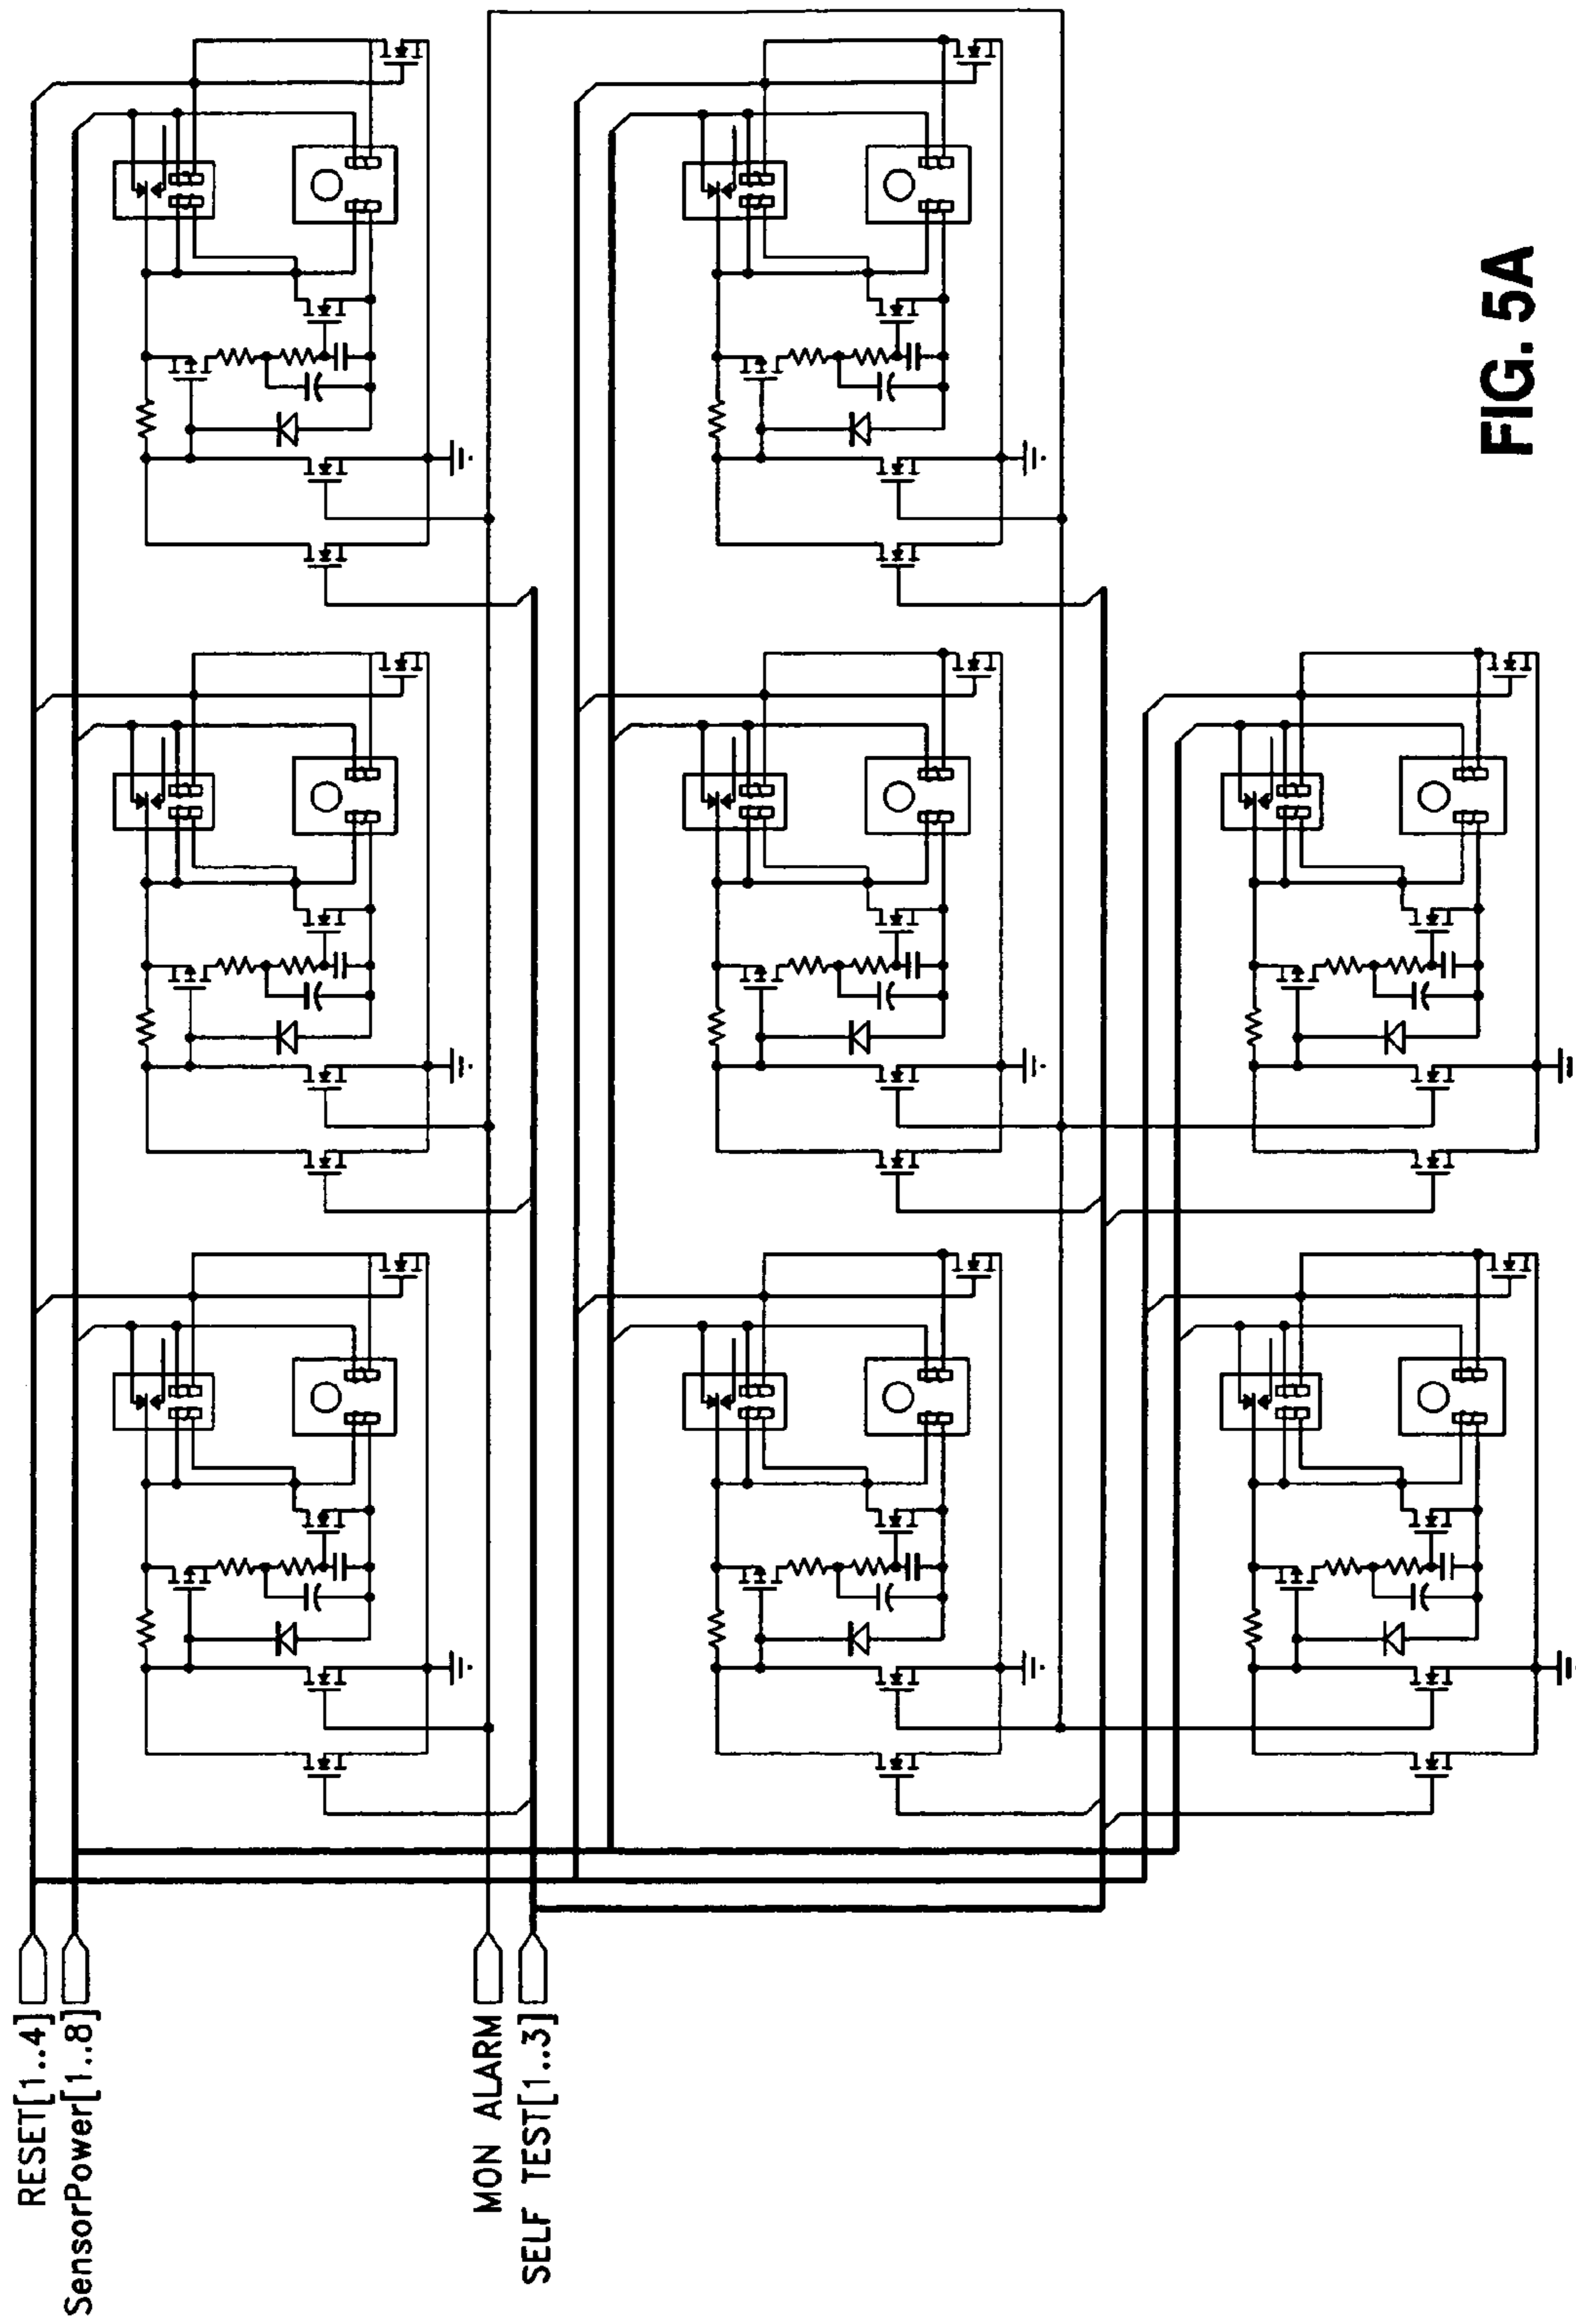 RESET[1..4]
SensorPower[1..8]
MON ALARM
SELF TEST[1..3]
FIG. 5A